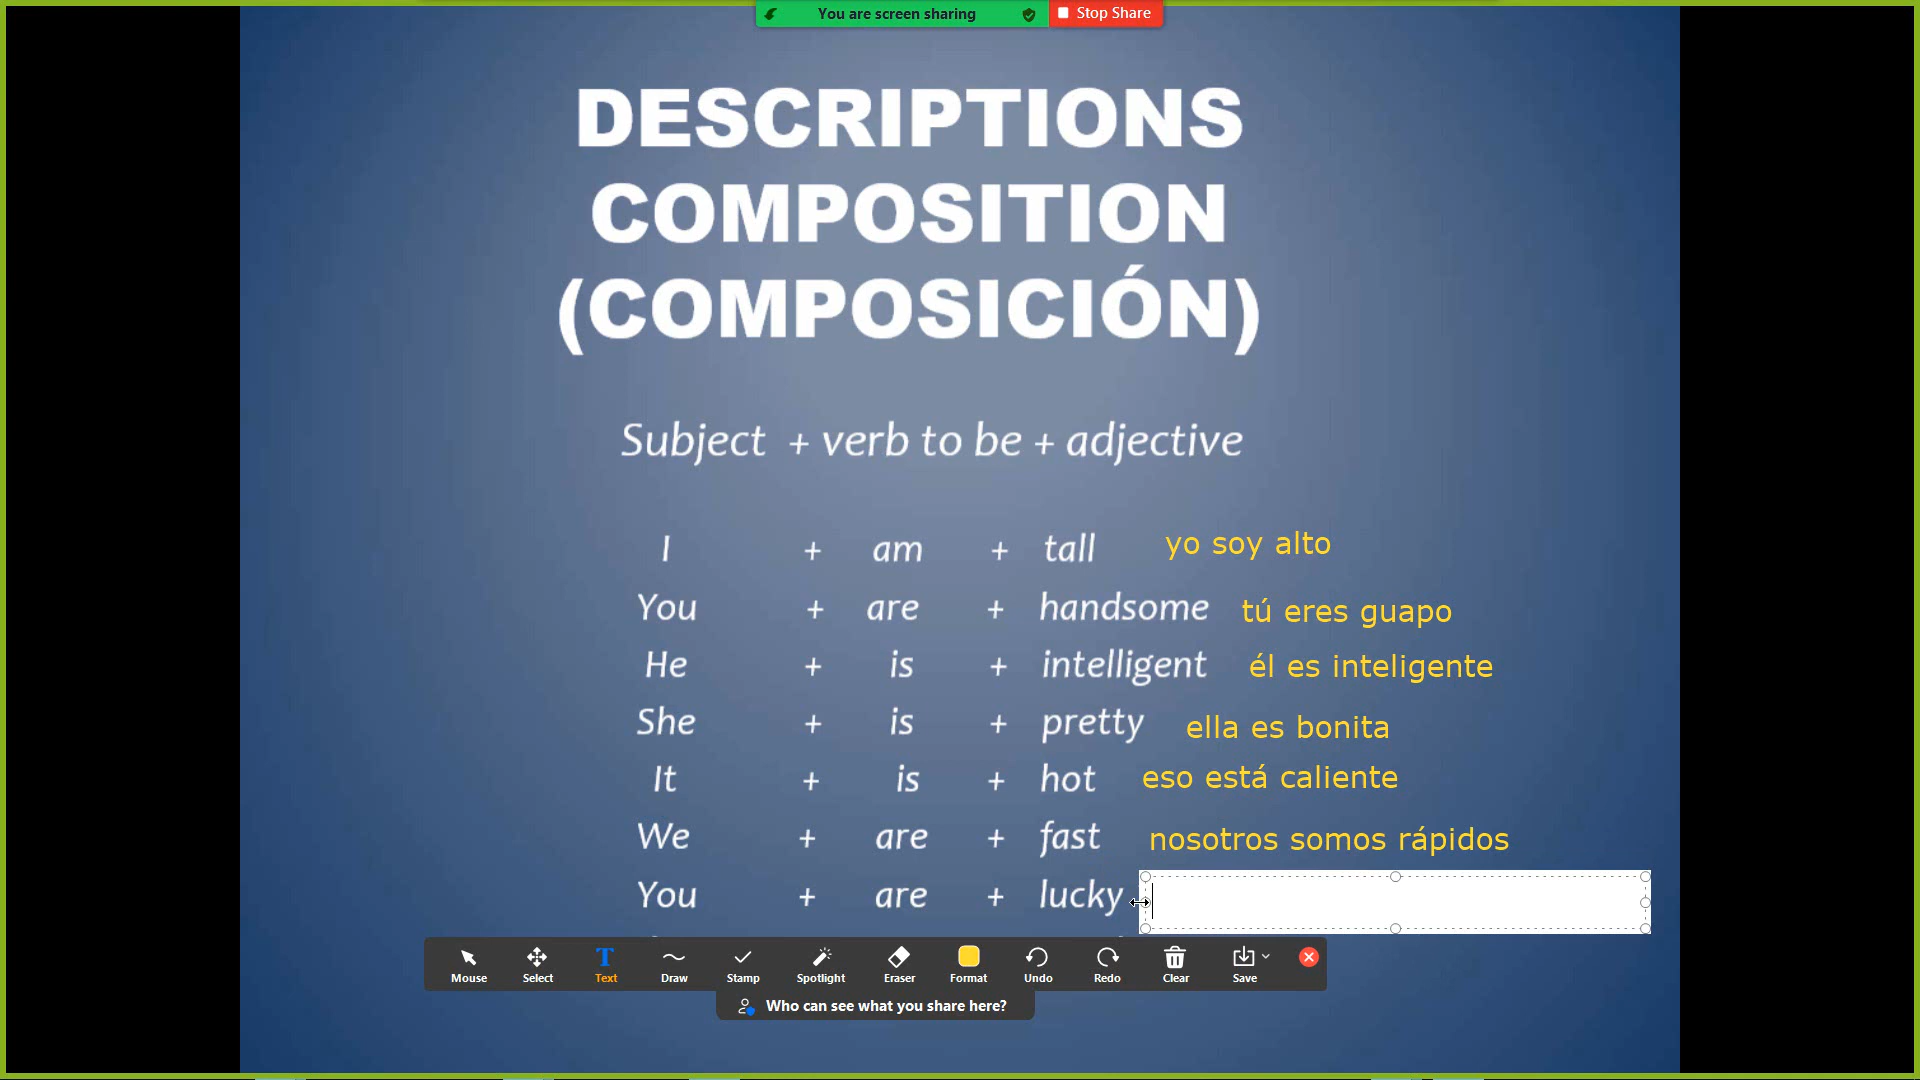 You are screen sharing
Stop Share
DESCRIPTIONS
COMPOSITION
(COMPOSICIÓN)
Subject + verb to be + adjective
I + am + tall yo soy alto
You + are + handsome tú eres guapo
He + is + intelligent él es inteligente
She + is + pretty ella es bonita
It + is + hot eso está caliente
We + are + fast nosotros somos rápidos
You + are + lucky
Mouse Select Text Draw Stamp Spotlight Eraser Format Undo Redo Clear Save
Who can see what you share here?